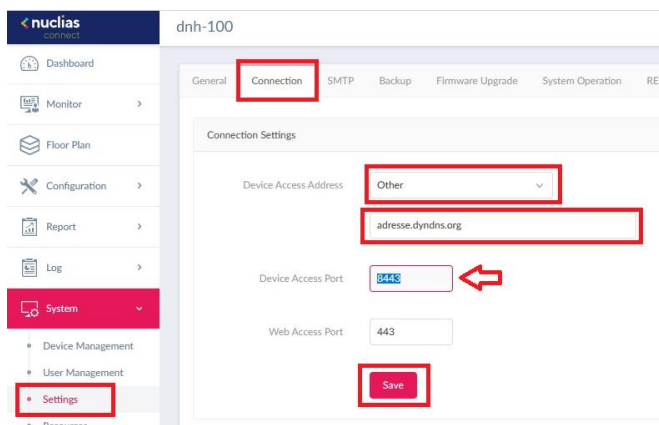 nuclias
connect
dnh-100
Dashboard
Monitor
Floor Plan
Configuration
Report
Log
System
Device Management
User Management
Settings
Resources
General Connection SMTP Backup Firmware Upgrade System Operation RE
Connection Settings
Device Access Address Other
adresse.dyndns.org
Device Access Port 8443
Web Access Port 443
Save